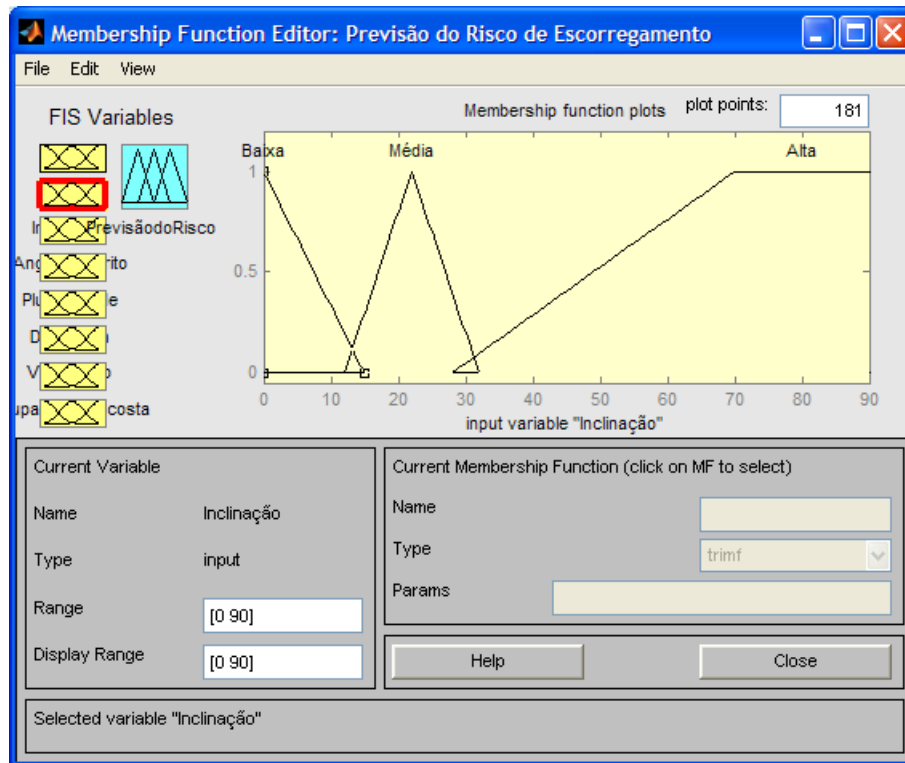 Membership Function Editor: Previsão do Risco de Escorregamento
File Edit View
FIS Variables
Membership function plots plot points: 181
Baixa Média Alta
1
0.5
0
0 10 20 30 40 50 60 70 80 90
input variable "Inclinação"
PrevisãodoRisco
costa
Current Variable
Name Inclinação
Type input
Range [0 90]
Display Range [0 90]
Current Membership Function (click on MF to select)
Name
Type trimf
Params
Help Close
Selected variable "Inclinação"